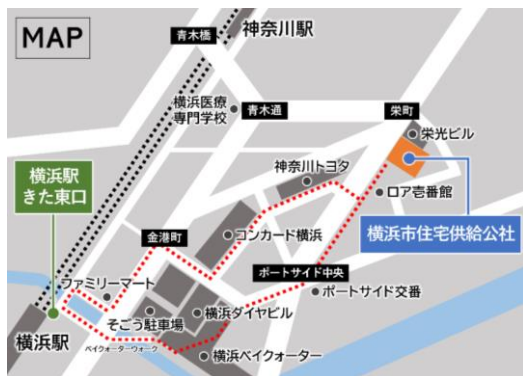 MAP
青木橋
神奈川駅
横浜医療
専門学校
青木通
栄町
栄光ビル
横浜駅
きた東口
神奈川トヨタ
ロア壱番館
横浜市住宅供給公社
金港町
コンカード横浜
ポートサイド中央
ファミリーマート
ポートサイド交番
そごう駐車場
横浜ダイヤビル
横浜駅
ベイクォーターウォーク
横浜ベイクォーター